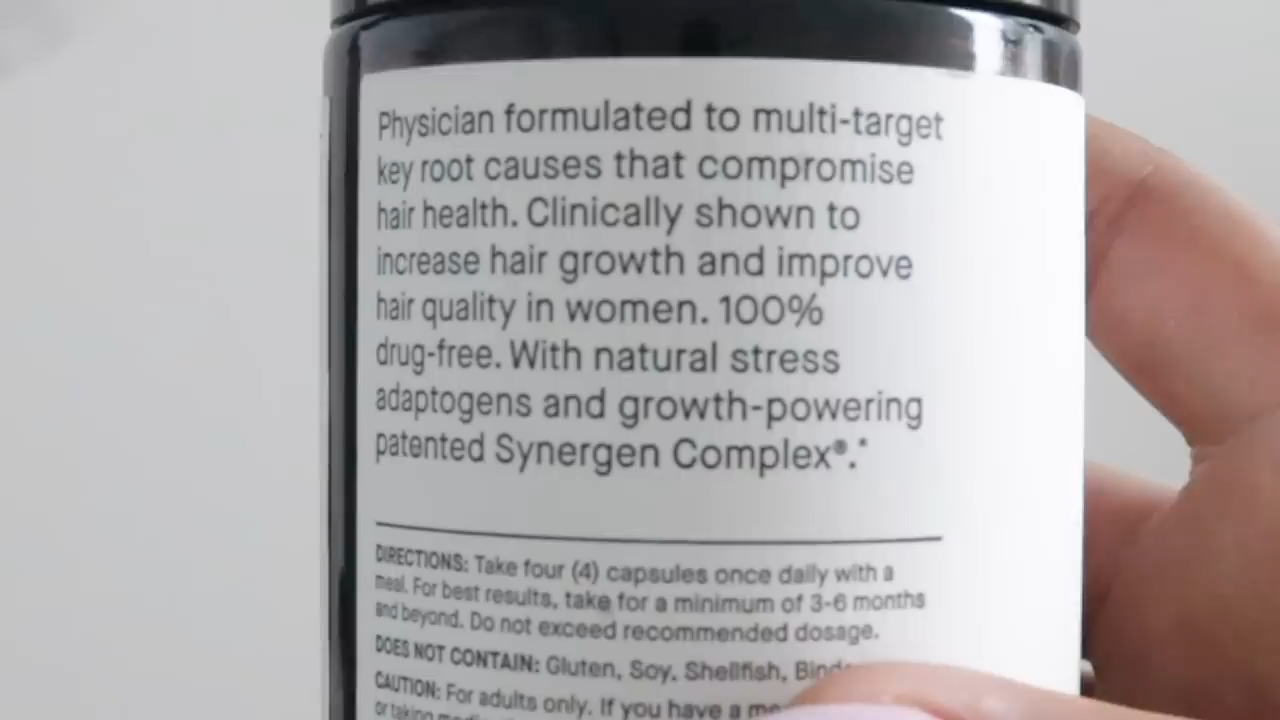 Physician formulated to multi-target
key root causes that compromise
hair health. Clinically shown to
increase hair growth and improve
hair quality in women. 100%
drug-free. With natural stress
adaptogens and growth-powering
patented Synergen Complex®.*
DIRECTIONS: Take four (4) capsules once daily with a
meal. For best results, take for a minimum of 3-6 months
and beyond. Do not exceed recommended dosage.
DOES NOT CONTAIN: Gluten, Soy, Shellfish,
CAUTION: For adults only. If you have a
or taking